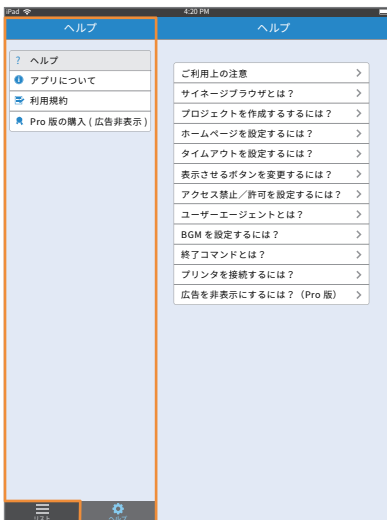 iPad
4:20 PM
ヘルプ
ヘルプ
? ヘルプ
アプリについて
利用規約
Pro 版の購入 ( 広告非表示 )
ご利用上の注意
サイネージブラウザとは？
プロジェクトを作成するするには？
ホームページを設定するには？
タイムアウトを設定するには？
表示させるボタンを変更するには？
アクセス禁止／許可を設定するには？
ユーザーエージェントとは？
BGM を設定するには？
終了コマンドとは？
プリンタを接続するには？
広告を非表示にするには？（Pro 版）
リスト
ヘルプ